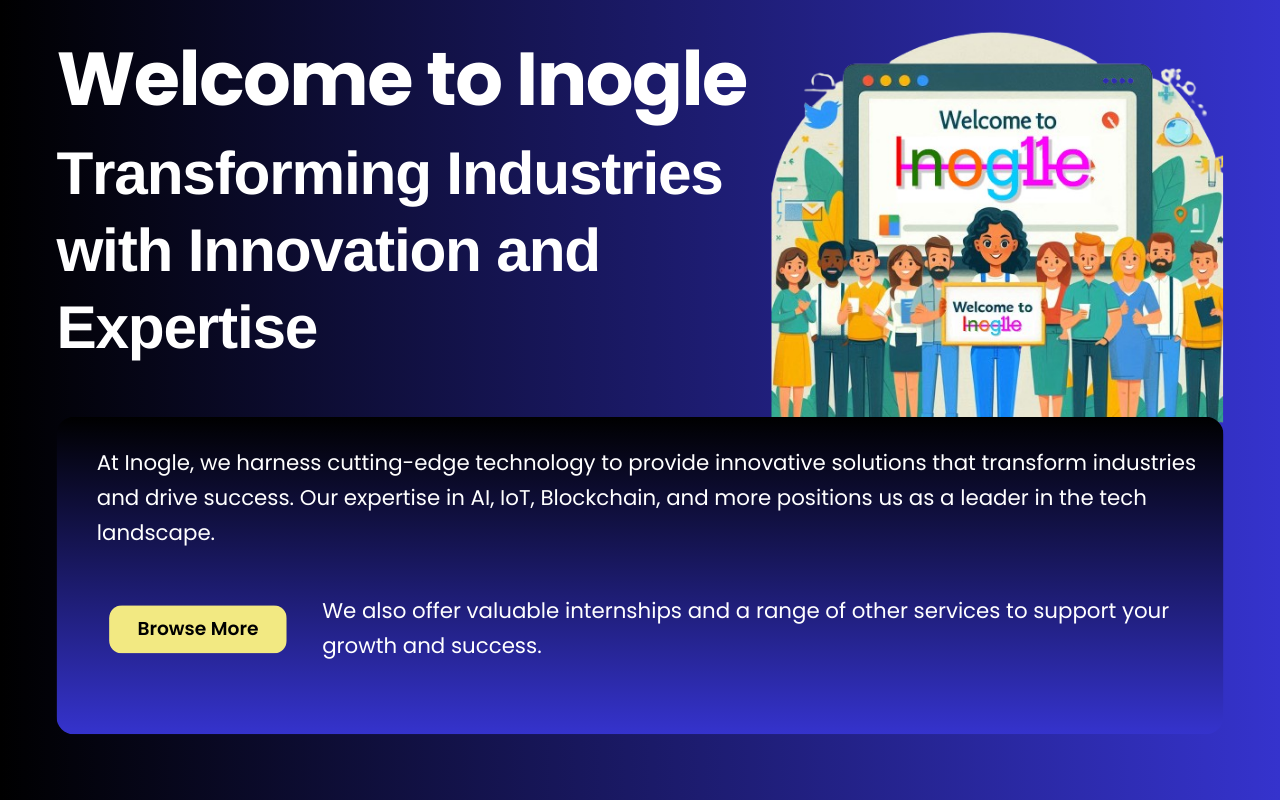 Welcome to Inogle
Transforming Industries
with Innovation and
Expertise
Welcome to
Inog11e
Welcome to
At Inogle, we harness cutting-edge technology to provide innovative solutions that transform industries
and drive success. Our expertise in AI, IoT, Blockchain, and more positions us as a leader in the tech
landscape.
Browse More
We also offer valuable internships and a range of other services to support your
growth and success.